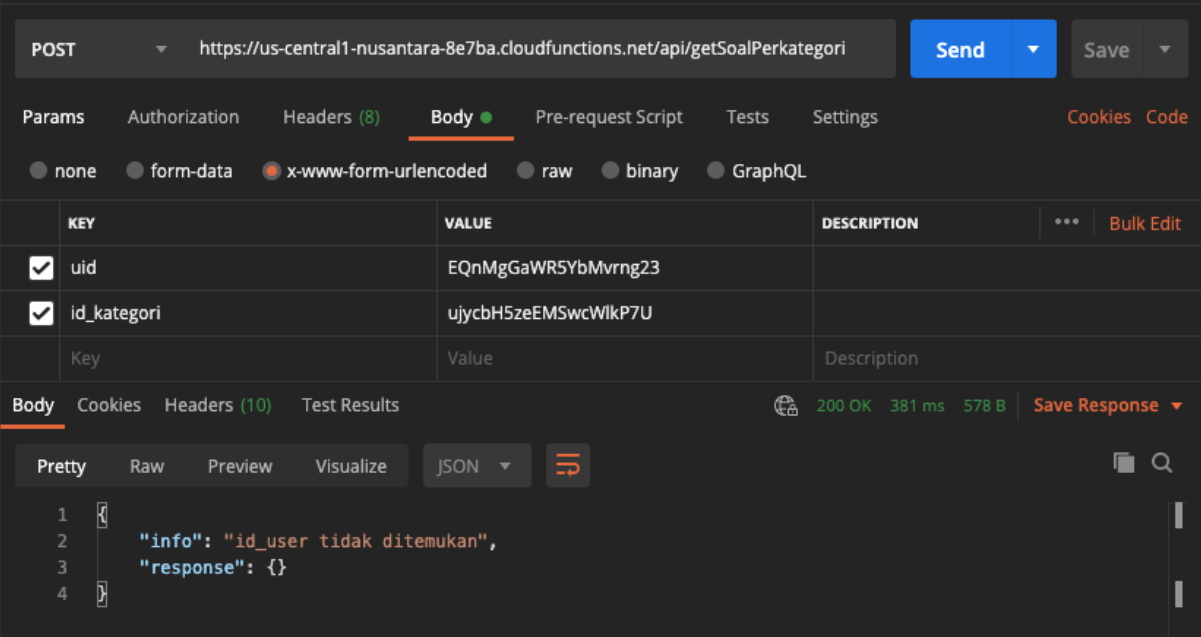 POST https://us-central1-nusantara-8e7ba.cloudfunctions.net/api/getSoalPerkategori Send Save
Params Authorization Headers (8) Body Pre-request Script Tests Settings Cookies Code
none form-data x-www-form-urlencoded raw binary GraphQL
KEY VALUE DESCRIPTION ••• Bulk Edit
uid EQnMgGaWR5YbMvrng23
id_kategori ujycbH5zeEMSwcWlkP7U
Key Value Description
Body Cookies Headers (10) Test Results 200 OK 381 ms 578 B Save Response
Pretty Raw Preview Visualize JSON
1 {
2 "info": "id_user tidak ditemukan",
3 "response": {}
4 }